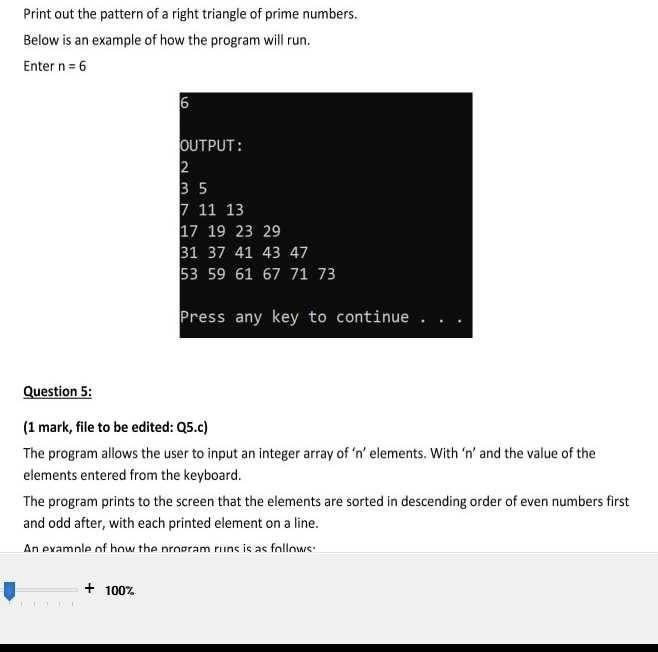 Print out the pattern of a right triangle of prime numbers.
Below is an example of how the program will run.
Enter n = 6
6
OUTPUT:
2
3 5
7 11 13
17 19 23 29
31 37 41 43 47
53 59 61 67 71 73
Press any key to continue . . .
Question 5:
(1 mark, file to be edited: Q5.c)
The program allows the user to input an integer array of ‘n’ elements. With ‘n’ and the value of the
elements entered from the keyboard.
The program prints to the screen that the elements are sorted in descending order of even numbers first
and odd after, with each printed element on a line.
An example of how the program runs is as follows:
+ 100%